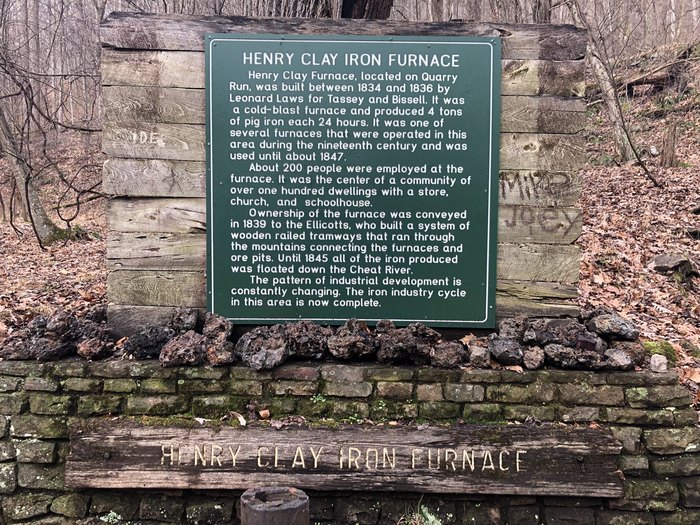 HENRY CLAY IRON FURNACE
Henry Clay Furnace, located on Quarry
Run, was built between 1834 and 1836 by
Leonard Laws for Tassey and Bissell. It was
a cold-blast furnace and produced 4 tons
of pig iron each 24 hours. It was one of
several furnaces that were operated in this
area during the nineteenth century and was
used until about 1847.
About 200 people were employed at the
furnace. It was the center of a community of
over one hundred dwellings with a store,
church, and schoolhouse.
Ownership of the furnace was conveyed
in 1839 to the Ellicotts, who built a system of
wooden railed tramways that ran through
the mountains connecting the furnaces and
ore pits. Until 1845 all of the iron produced
was floated down the Cheat River.
The pattern of industrial development is
constantly changing. The iron industry cycle
in this area is now complete.
Mike
Joey
HENRY CLAY IRON FURNACE